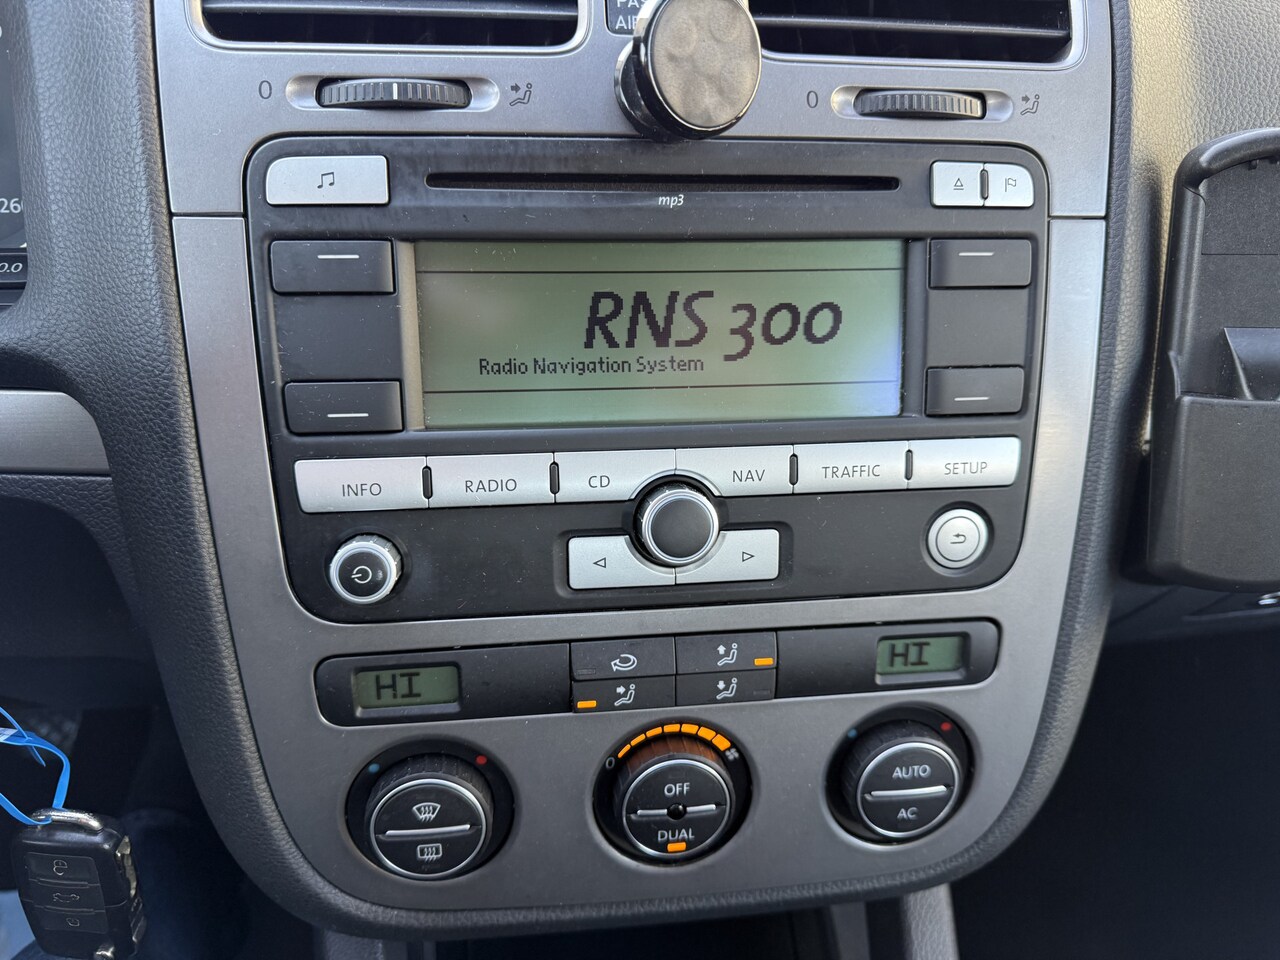 0
0
mp3
RNS 300
Radio Navigation System
INFO
RADIO
CD
NAV
TRAFFIC
SETUP
HI
HI
0
OFF
DUAL
AUTO
AC